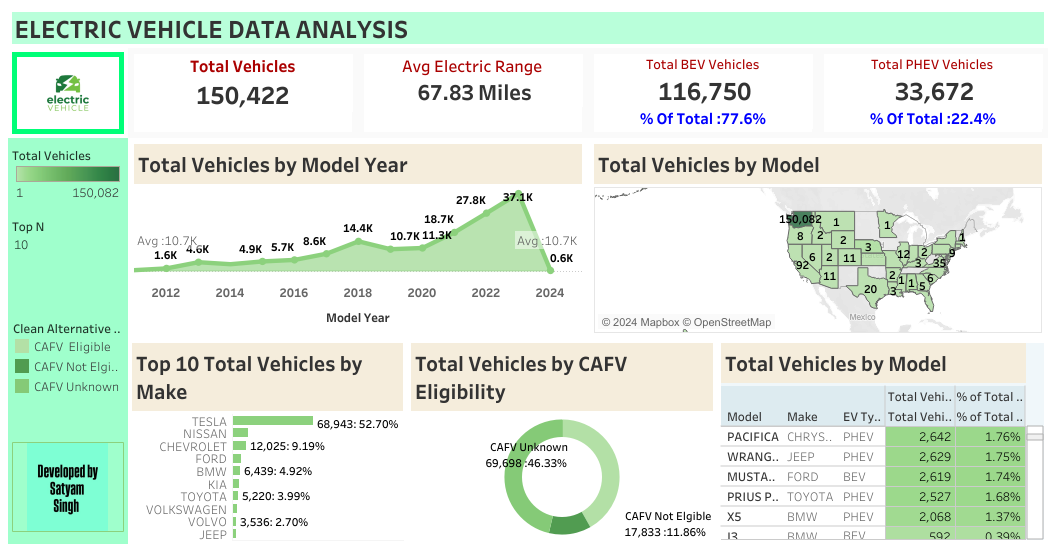 ELECTRIC VEHICLE DATA ANALYSIS
electric
VEHICLE
Total Vehicles
150,422
Avg Electric Range
67.83 Miles
Total BEV Vehicles
116,750
% Of Total :77.6%
Total PHEV Vehicles
33,672
% Of Total :22.4%
Total Vehicles
1 150,082
Top N
10
Clean Alternative ..
CAFV Eligible
CAFV Not Elgi..
CAFV Unknown
Developed by
Satyam
Singh
Total Vehicles by Model Year
37.1K
27.8K
18.7K
14.4K
10.7K 11.3K
8.6K
5.7K
4.9K
4.6K
1.6K
0.6K
Avg :10.7K
Avg :10.7K
2012 2014 2016 2018 2020 2022 2024
Model Year
Total Vehicles by Model
150,082 1 1 1
8 2 2 3 12 2 9
92 6 2 11 3 35
11 2 1 1 6
20 3 5
Mexico
© 2024 Mapbox © OpenStreetMap
Top 10 Total Vehicles by
Make
TESLA 68,943: 52.70%
NISSAN
CHEVROLET 12,025: 9.19%
FORD
BMW 6,439: 4.92%
KIA
TOYOTA 5,220: 3.99%
VOLKSWAGEN
VOLVO 3,536: 2.70%
JEEP
Total Vehicles by CAFV
Eligibility
CAFV Unknown
69,698 :46.33%
CAFV Not Elgible
17,833 :11.86%
Total Vehicles by Model
Total Vehi.. % of Total ..
Model Make EV Ty.. Total Vehi.. % of Total ..
PACIFICA CHRYS.. PHEV 2,642 1.76%
WRANG.. JEEP PHEV 2,629 1.75%
MUSTA.. FORD BEV 2,619 1.74%
PRIUS P.. TOYOTA PHEV 2,527 1.68%
X5 BMW PHEV 2,068 1.37%
I3 BMW BEV 592 0.39%